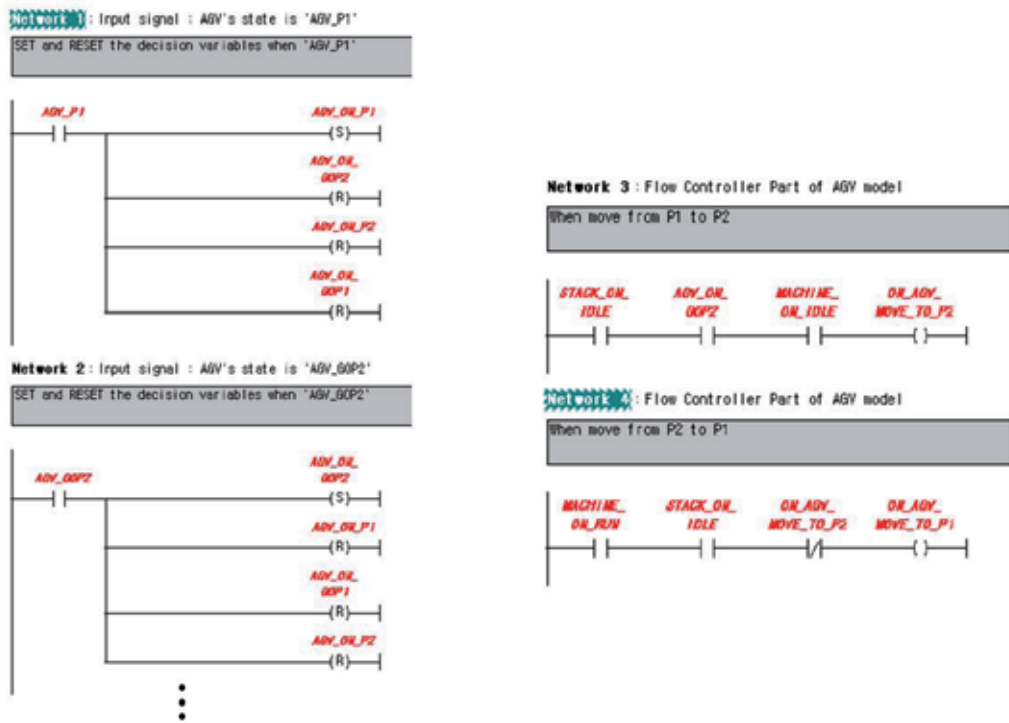 Network 1 : Input signal : AGV's state is 'AGV_P1'
SET and RESET the decision variables when 'AGV_P1'
AGV_P1
AGV_ON_P1
(S)
AGV_ON_
GOP2
(R)
AGV_ON_P2
(R)
AGV_ON_
GOP1
(R)
Network 2 : Input signal : AGV's state is 'AGV_GOP2'
SET and RESET the decision variables when 'AGV_GOP2'
AGV_GOP2
AGV_ON_
GOP2
(S)
AGV_ON_P1
(R)
AGV_ON_
GOP1
(R)
AGV_ON_P2
(R)
Network 3 : Flow Controller Part of AGV model
When move from P1 to P2
STACK_ON_ AGV_ON_ MACHINE_ ON_AGV_
IDLE GOP2 ON_IDLE MOVE_TO_P2
( )
Network 4 : Flow Controller Part of AGV model
When move from P2 to P1
MACHINE_ STACK_ON_ ON_AGV_ ON_AGV_
ON_RUN IDLE MOVE_TO_P2 MOVE_TO_P1
( )